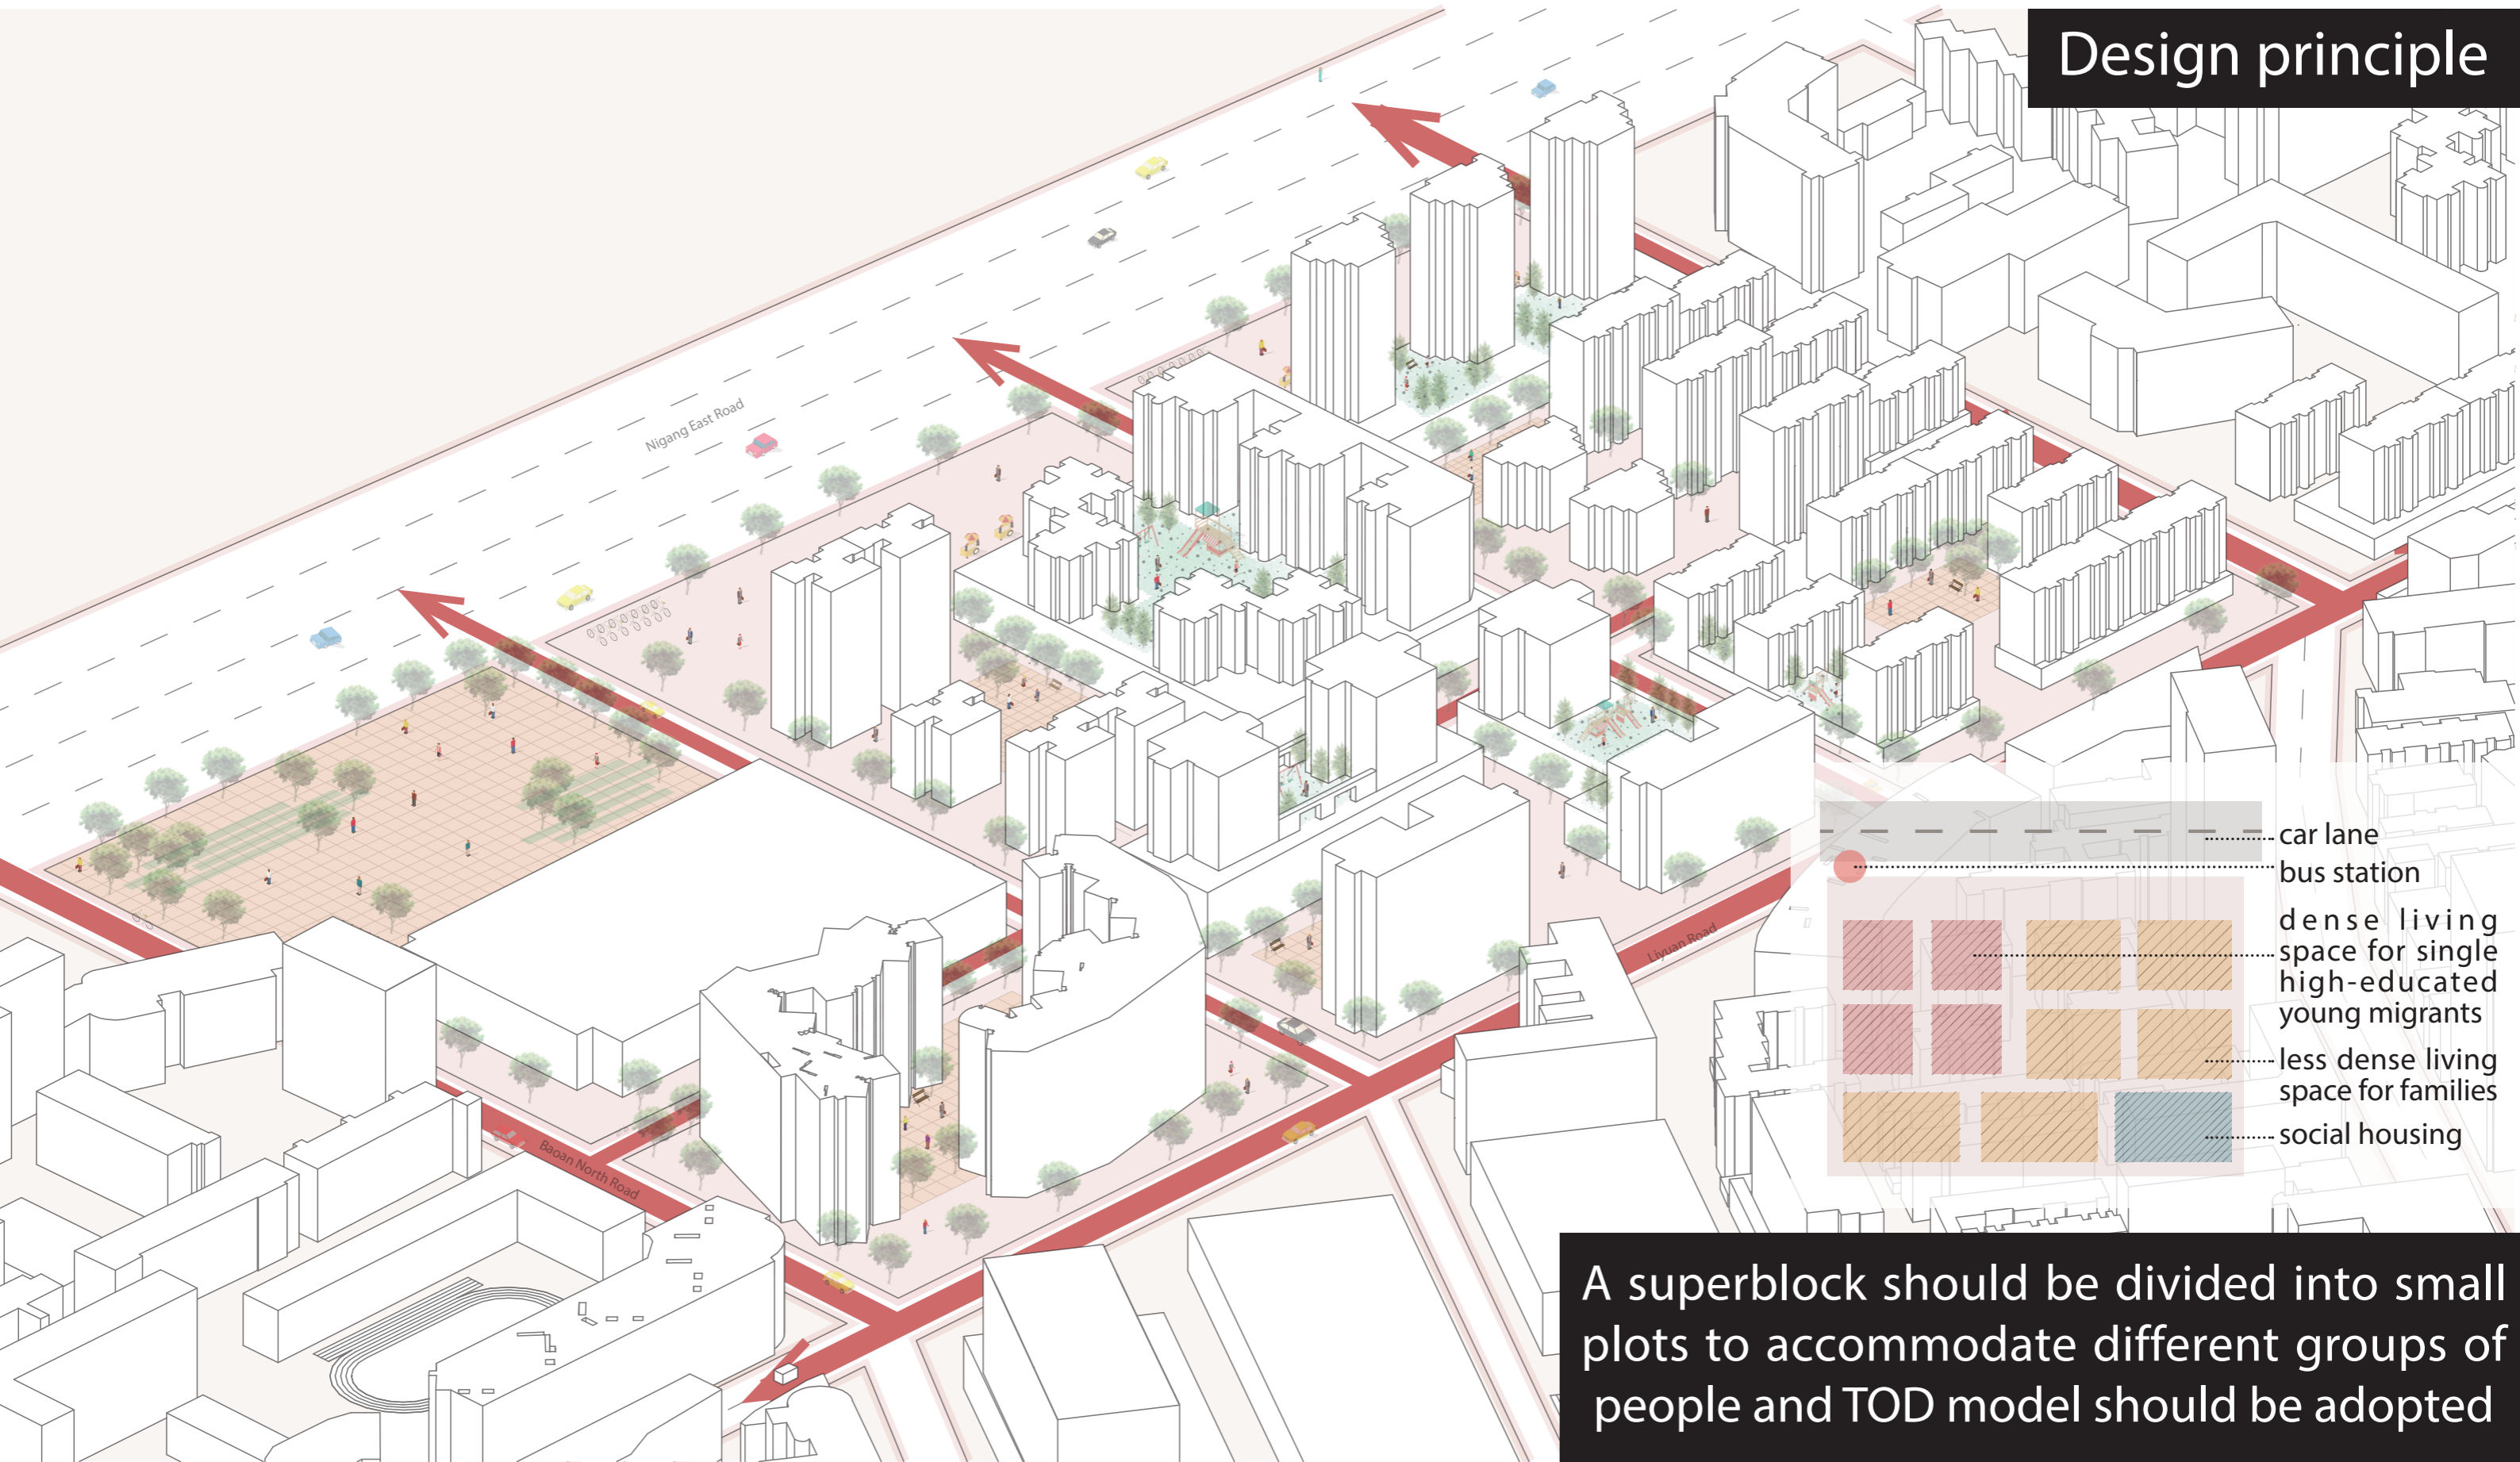 Design principle
Nigang East Road
Liyuan Road
Baoan North Road
car lane
bus station
dense living
space for single
high-educated
young migrants
less dense living
space for families
social housing
A superblock should be divided into small
plots to accommodate different groups of
people and TOD model should be adopted